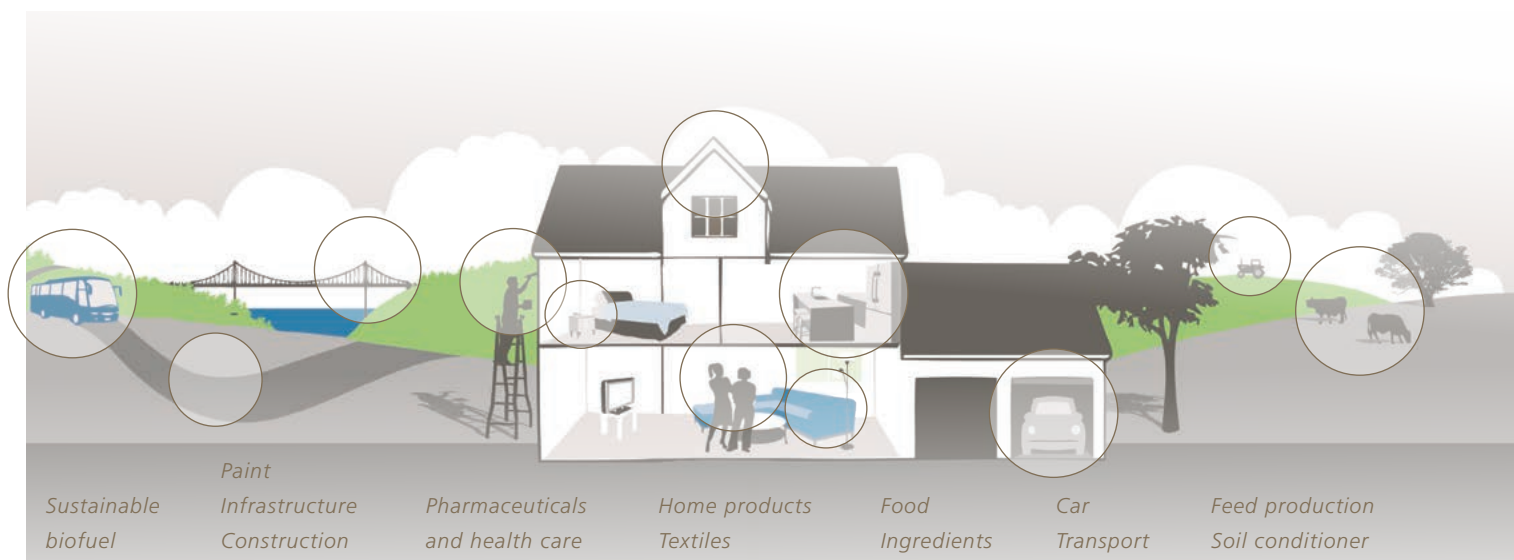 Sustainable
biofuel
Paint
Infrastructure
Construction
Pharmaceuticals
and health care
Home products
Textiles
Food
Ingredients
Car
Transport
Feed production
Soil conditioner